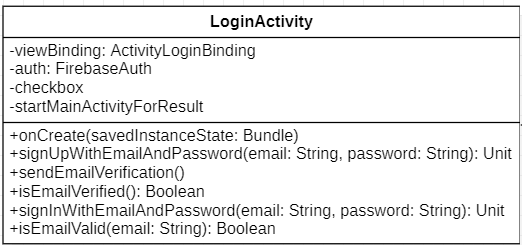 LoginActivity
-viewBinding: ActivityLoginBinding
-auth: FirebaseAuth
-checkbox
-startMainActivityForResult
+onCreate(savedInstanceState: Bundle)
+signUpWithEmailAndPassword(email: String, password: String): Unit
+sendEmailVerification()
+isEmailVerified(): Boolean
+signInWithEmailAndPassword(email: String, password: String): Unit
+isEmailValid(email: String): Boolean